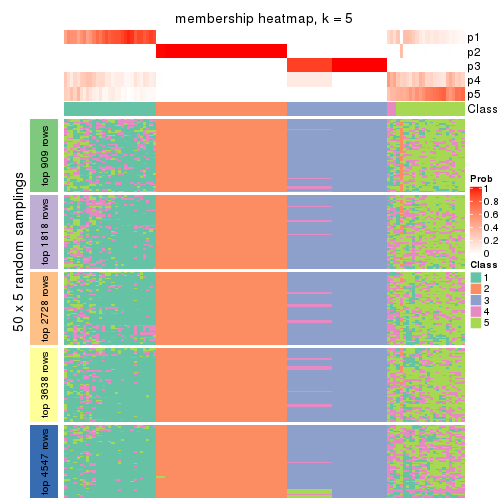 membership heatmap, k = 5
p1
p2
p3
p4
p5
Class
50 x 5 random samplings
top 909 rows
top 1818 rows
top 2728 rows
top 3638 rows
top 4547 rows
Prob
1
0.8
0.6
0.4
0.2
0
Class
1
2
3
4
5